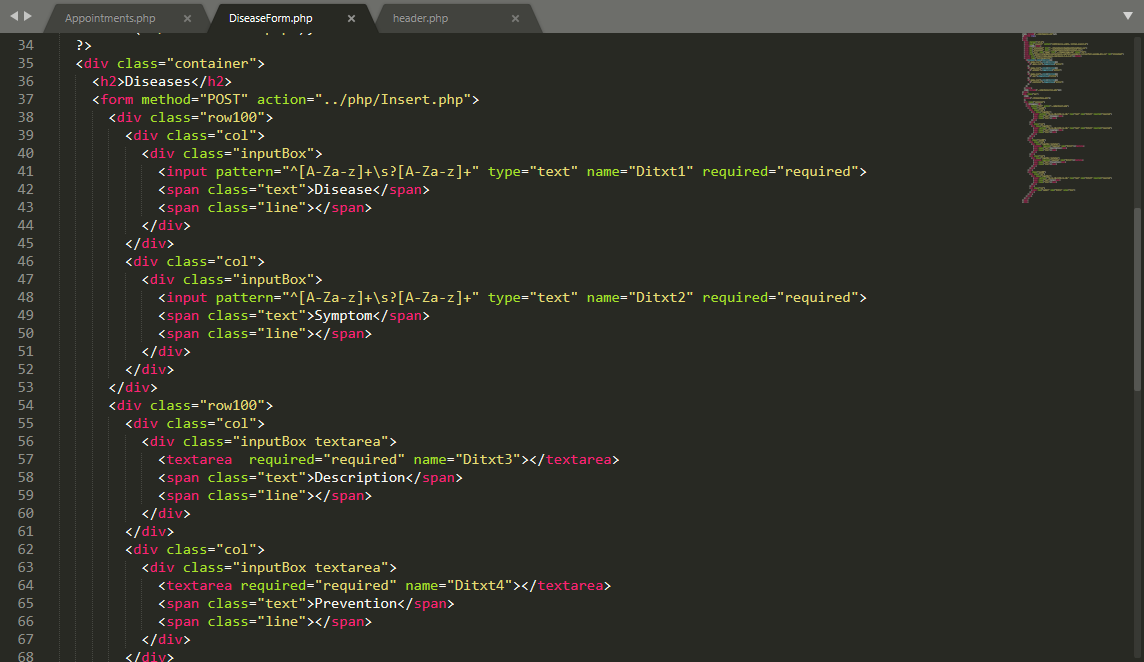 Appointments.php × DiseaseForm.php × header.php ×
34 ?>
35 <div class="container">
36 <h2>Diseases</h2>
37 <form method="POST" action="../php/Insert.php">
38 <div class="row100">
39 <div class="col">
40 <div class="inputBox">
41 <input pattern="^[A-Za-z]+\s?[A-Za-z]+" type="text" name="Ditxt1" required="required">
42 <span class="text">Disease</span>
43 <span class="line"></span>
44 </div>
45 </div>
46 <div class="col">
47 <div class="inputBox">
48 <input pattern="^[A-Za-z]+\s?[A-Za-z]+" type="text" name="Ditxt2" required="required">
49 <span class="text">Symptom</span>
50 <span class="line"></span>
51 </div>
52 </div>
53 </div>
54 <div class="row100">
55 <div class="col">
56 <div class="inputBox textarea">
57 <textarea  required="required" name="Ditxt3"></textarea>
58 <span class="text">Description</span>
59 <span class="line"></span>
60 </div>
61 </div>
62 <div class="col">
63 <div class="inputBox textarea">
64 <textarea required="required" name="Ditxt4"></textarea>
65 <span class="text">Prevention</span>
66 <span class="line"></span>
67 </div>
68 </div>